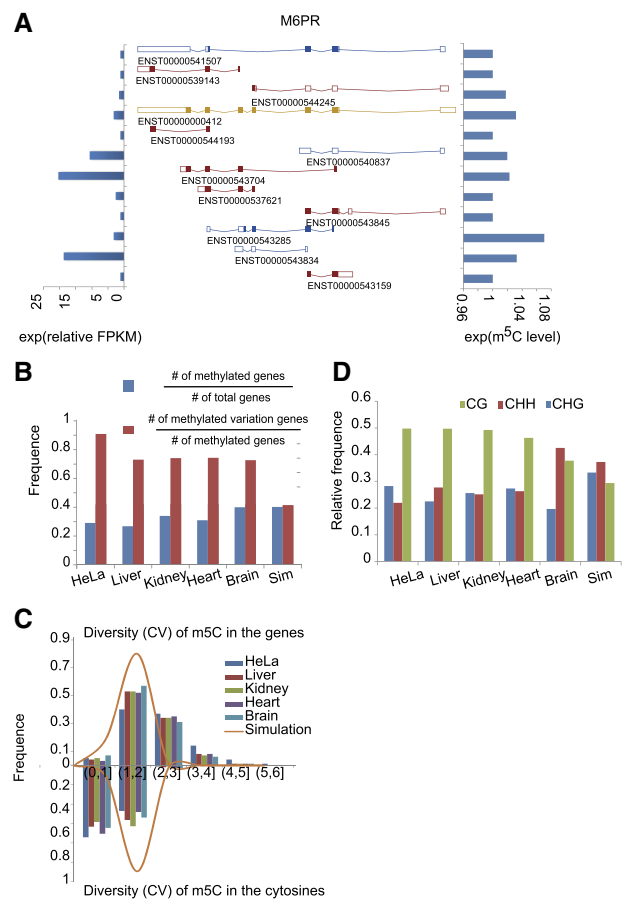 A
M6PR
ENST00000541507
ENST00000539143
ENST00000544245
ENST00000000412
ENST00000544193
ENST00000540837
ENST00000543704
ENST00000537621
ENST00000543845
ENST00000543285
ENST00000543834
ENST00000543159
25 15 5 0
0.96 1 1.04 1.08
exp(relative FPKM)
exp(m5C level)
B
# of methylated genes
# of total genes
# of methylated variation genes
# of methylated genes
Frequence
1
0.8
0.6
0.4
0.2
0
HeLa Liver Kidney Heart Brain Sim
D
CG CHH CHG
Relative frequence
0.6
0.5
0.4
0.3
0.2
0.1
0
HeLa Liver Kidney Heart Brain Sim
C
Diversity (CV) of m5C in the genes
HeLa
Liver
Kidney
Heart
Brain
Simulation
Frequence
0.9
0.7
0.5
0.3
0.1
0
0.2
0.4
0.6
0.8
1
(0,1] (1,2] (2,3] (3,4] (4,5] (5,6]
Diversity (CV) of m5C in the cytosines